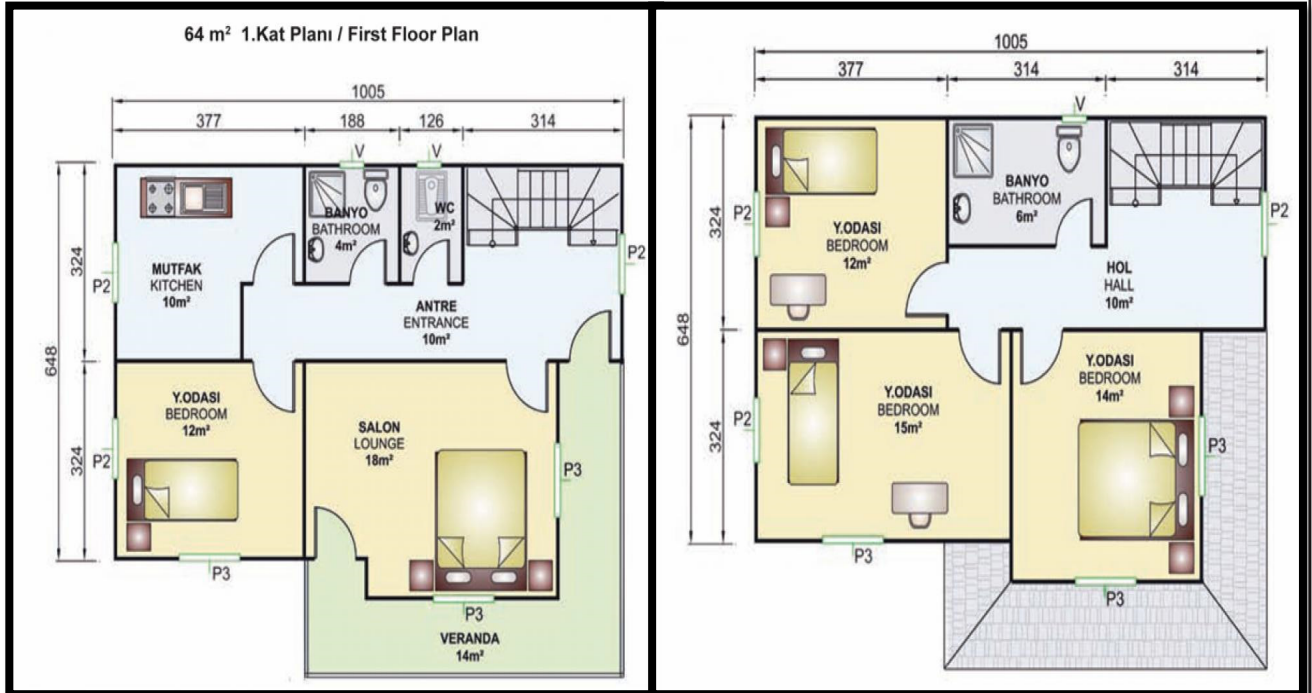 64 m² 1.Kat Planı / First Floor Plan
1005
377 188 126 314
V V
648
324
324
P2
MUTFAK
KITCHEN
10m²
BANYO
BATHROOM
4m²
WC
2m²
P2
ANTRE
ENTRANCE
10m²
P2
Y.ODASI
BEDROOM
12m²
SALON
LOUNGE
18m²
P3
P3
P3
VERANDA
14m²
1005
377 314 314
V
648
324
324
P2
Y.ODASI
BEDROOM
12m²
BANYO
BATHROOM
6m²
P2
HOL
HALL
10m²
P2
Y.ODASI
BEDROOM
15m²
Y.ODASI
BEDROOM
14m²
P3
P3
P3